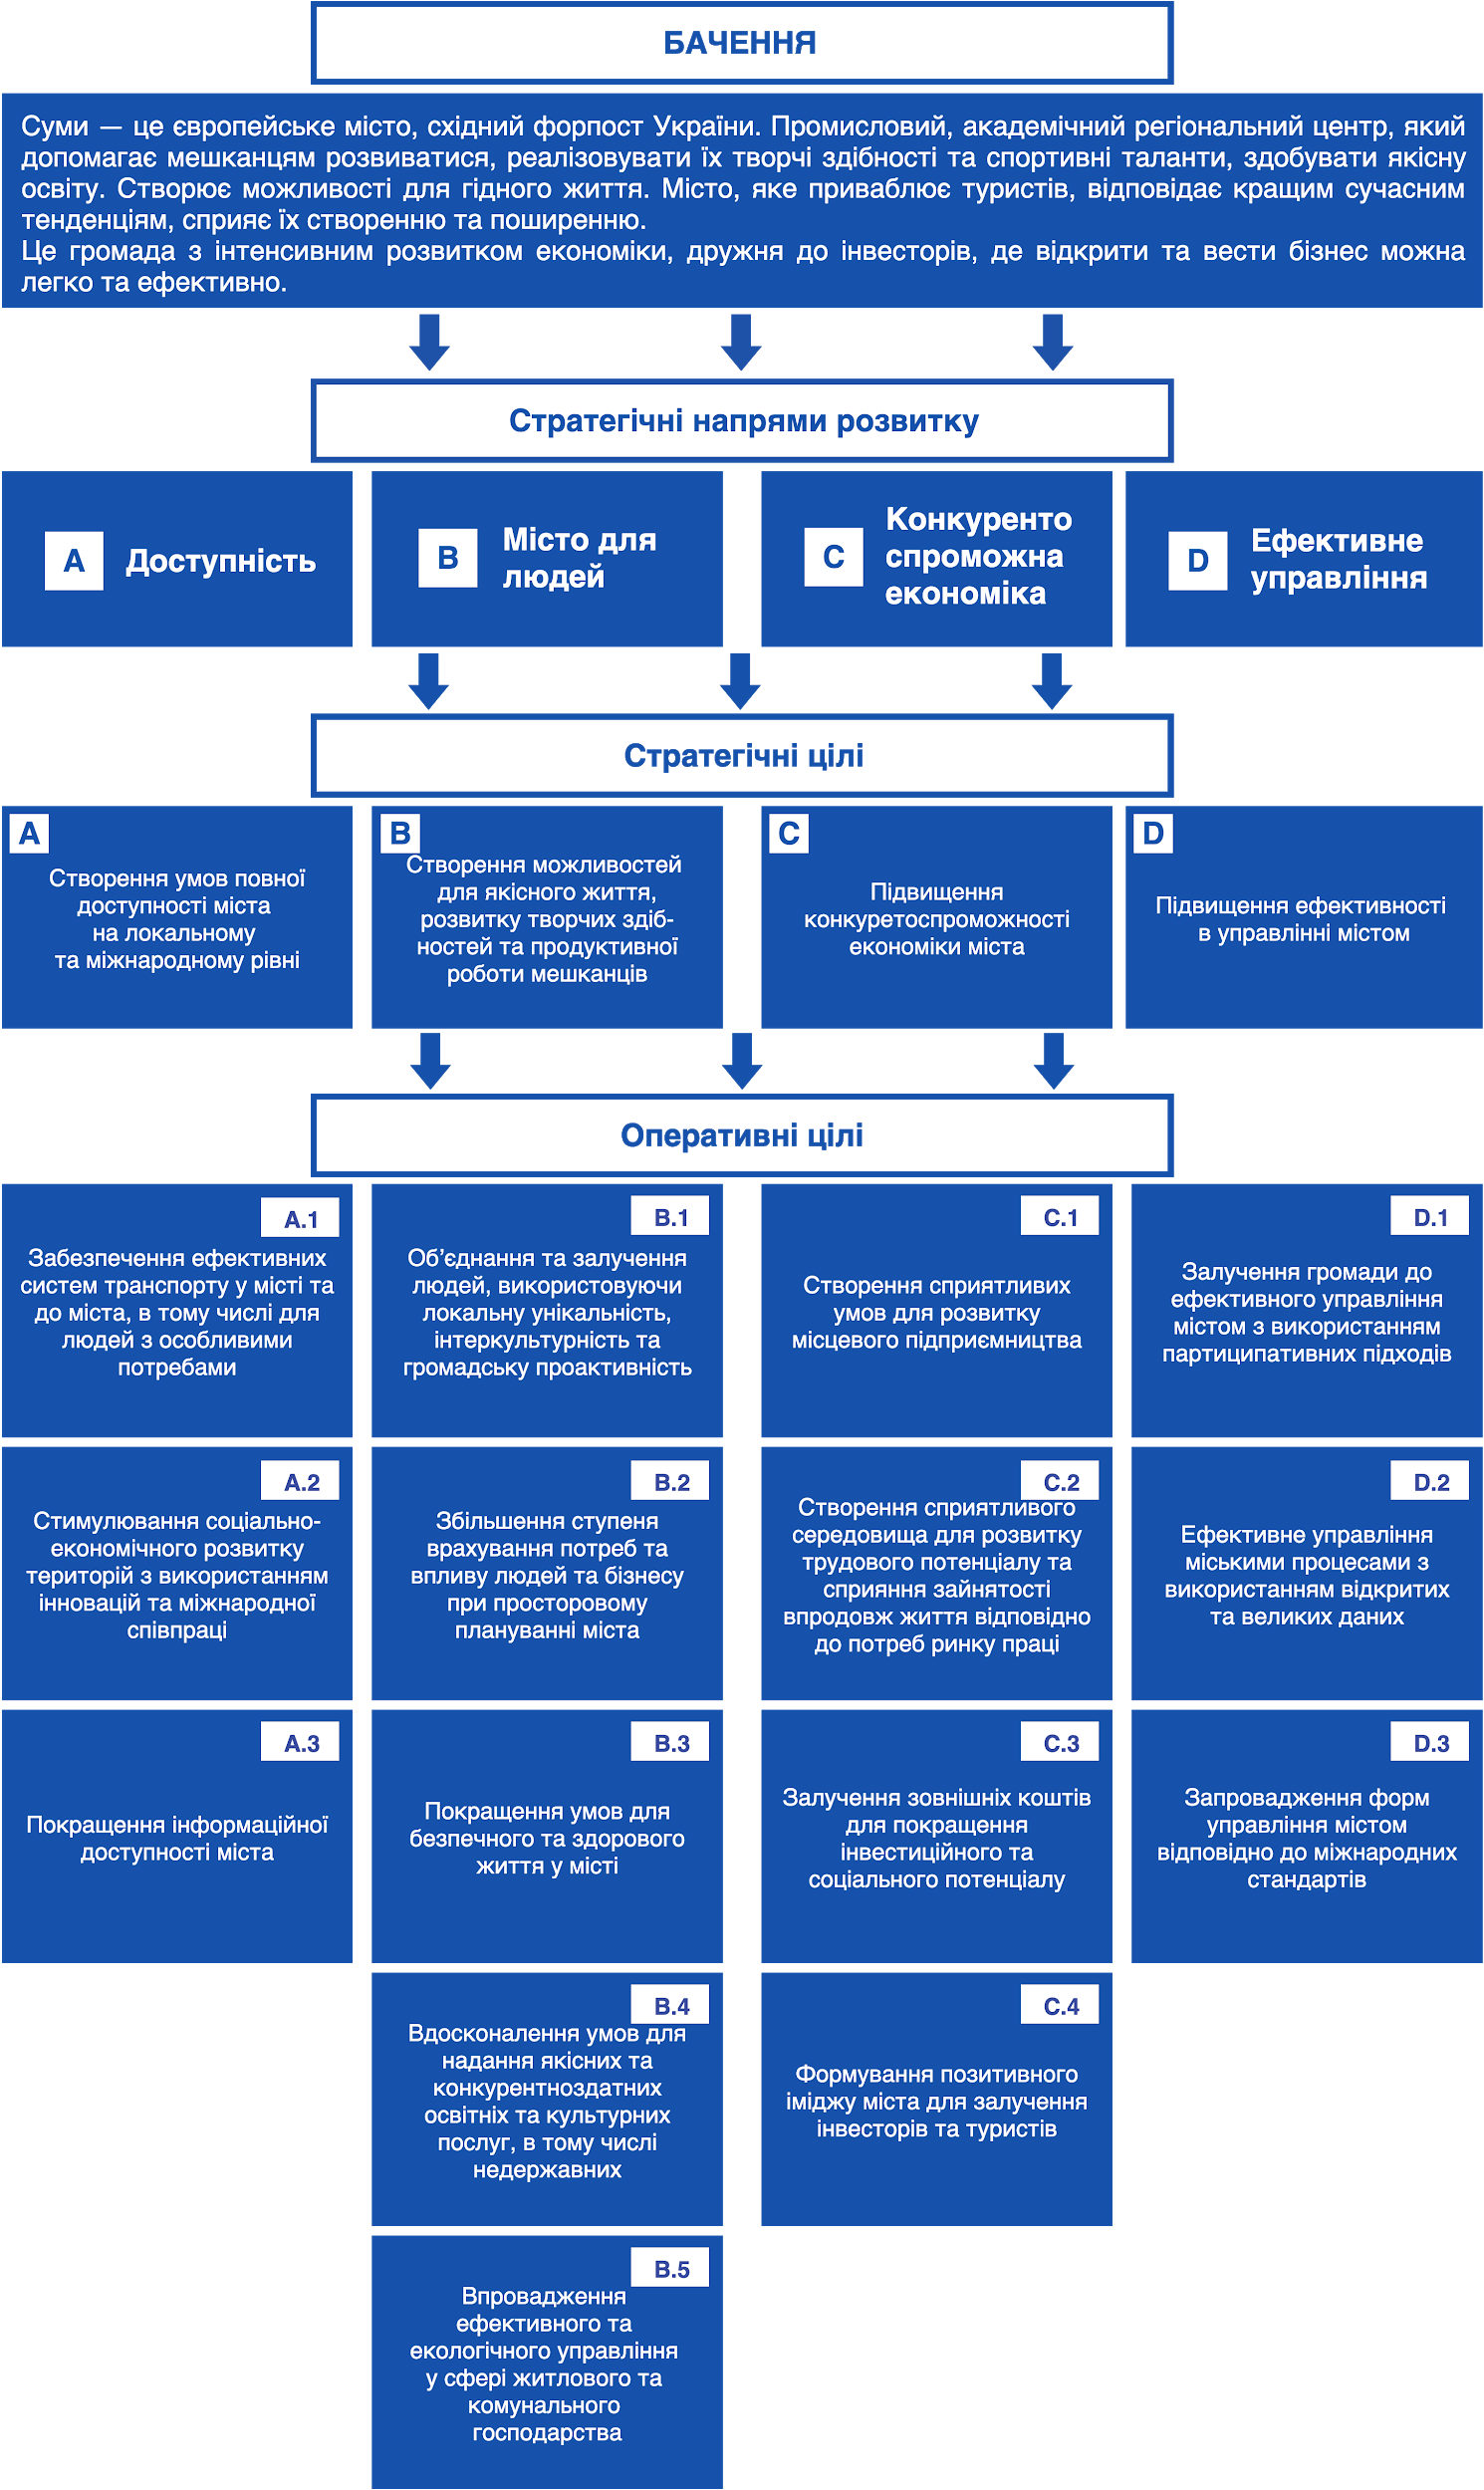 БАЧЕННЯ
Суми — це європейське місто, східний форпост України. Промисловий, академічний регіональний центр, який
допомагає мешканцям розвиватися, реалізовувати їх творчі здібності та спортивні таланти, здобувати якісну
освіту. Створює можливості для гідного життя. Місто, яке приваблює туристів, відповідає кращим сучасним
тенденціям, сприяє їх створенню та поширенню.
Це громада з інтенсивним розвитком економіки, дружня до інвесторів, де відкрити та вести бізнес можна
легко та ефективно.
Стратегічні напрями розвитку
A
Доступність
B
Місто для
людей
C
Конкуренто
спроможна
економіка
D
Ефективне
управління
Стратегічні цілі
A
Створення умов повної
доступності міста
на локальному
та міжнародному рівні
B
Створення можливостей
для якісного життя,
розвитку творчих здіб-
ностей та продуктивної
роботи мешканців
C
Підвищення
конкуретоспроможності
економіки міста
D
Підвищення ефективності
в управлінні містом
Оперативні цілі
A.1
Забезпечення ефективних
систем транспорту у місті та
до міста, в тому числі для
людей з особливими
потребами
B.1
Об’єднання та залучення
людей, використовуючи
локальну унікальність,
інтеркультурність та
громадську проактивність
C.1
Створення сприятливих
умов для розвитку
місцевого підприємництва
D.1
Залучення громади до
ефективного управління
містом з використанням
партиципативних підходів
A.2
Стимулювання соціально-
економічного розвитку
територій з використанням
інновацій та міжнародної
співпраці
B.2
Збільшення ступеня
врахування потреб та
впливу людей та бізнесу
при просторовому
плануванні міста
C.2
Створення сприятливого
середовища для розвитку
трудового потенціалу та
сприяння зайнятості
впродовж життя відповідно
до потреб ринку праці
D.2
Ефективне управління
міськими процесами з
використанням відкритих
та великих даних
A.3
Покращення інформаційної
доступності міста
B.3
Покращення умов для
безпечного та здорового
життя у місті
C.3
Залучення зовнішніх коштів
для покращення
інвестиційного та
соціального потенціалу
D.3
Запровадження форм
управління містом
відповідно до міжнародних
стандартів
B.4
Вдосконалення умов для
надання якісних та
конкурентноздатних
освітніх та культурних
послуг, в тому числі
недержавних
C.4
Формування позитивного
іміджу міста для залучення
інвесторів та туристів
B.5
Впровадження
ефективного та
екологічного управління
у сфері житлового та
комунального
господарства